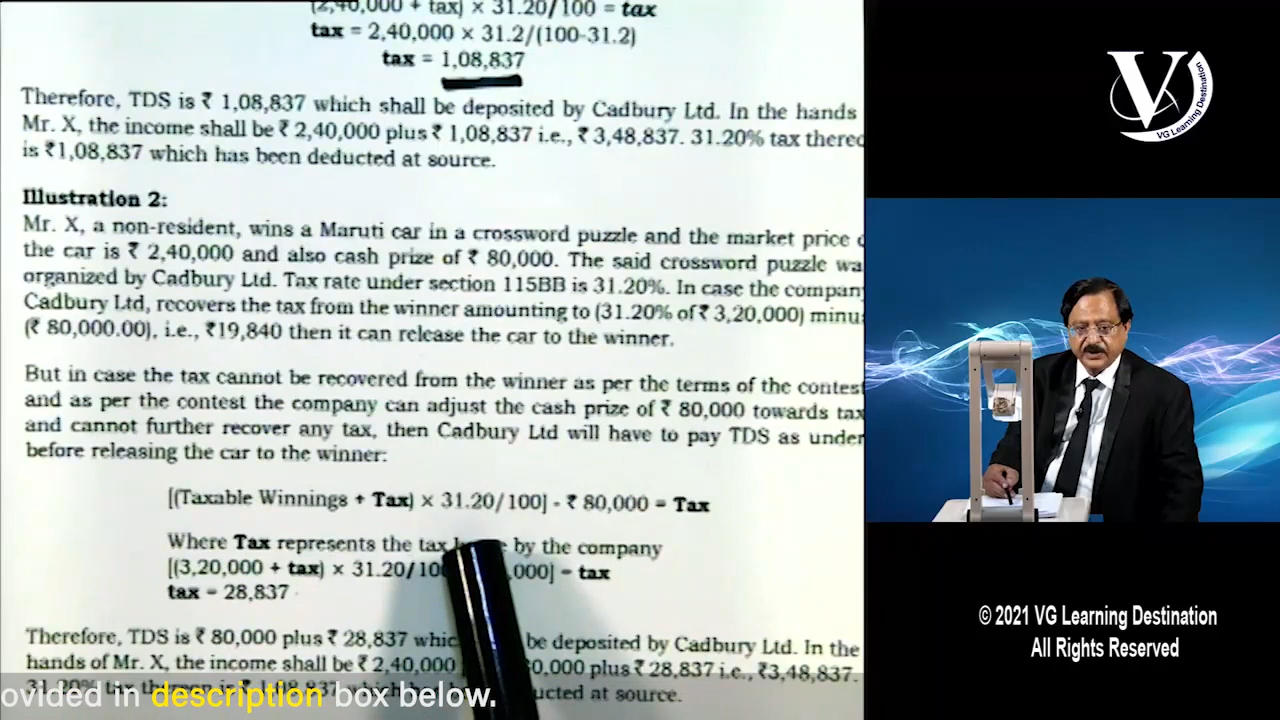 (2,40,000 + tax) × 31.20/100 = tax
tax = 2,40,000 × 31.2/(100-31.2)
tax = 1,08,837
Therefore, TDS is ₹ 1,08,837 which shall be deposited by Cadbury Ltd. In the hands
Mr. X, the income shall be ₹ 2,40,000 plus ₹ 1,08,837 i.e., ₹ 3,48,837. 31.20% tax
is ₹1,08,837 which has been deducted at source.
Illustration 2:
Mr. X, a non-resident, wins a Maruti car in a crossword puzzle and the market price
the car is ₹ 2,40,000 and also cash prize of ₹ 80,000. The said crossword puzzle
organized by Cadbury Ltd. Tax rate under section 115BB is 31.20%. In case the company
Cadbury Ltd, recovers the tax from the winner amounting to (31.20% of ₹ 3,20,000)
(₹ 80,000.00), i.e., ₹19,840 then it can release the car to the winner.
But in case the tax cannot be recovered from the winner as per the terms of the contest
and as per the contest the company can adjust the cash prize of ₹ 80,000 towards tax
and cannot further recover any tax, then Cadbury Ltd will have to pay TDS as under
before releasing the car to the winner:
[(Taxable Winnings + Tax) × 31.20/100] - ₹ 80,000 = Tax
Where Tax represents the tax by the company
[(3,20,000 + tax) × 31.20/10 ,000] = tax
tax = 28,837
Therefore, TDS is ₹ 80,000 plus ₹ 28,837 be deposited by Cadbury Ltd. In the
hands of Mr. X, the income shall be ₹ 2,40,000 0,000 plus ₹ 28,837 i.e., ₹3,48,837.
at source.
ovided in description box below.
V
VG Learning Destination
© 2021 VG Learning Destination
All Rights Reserved